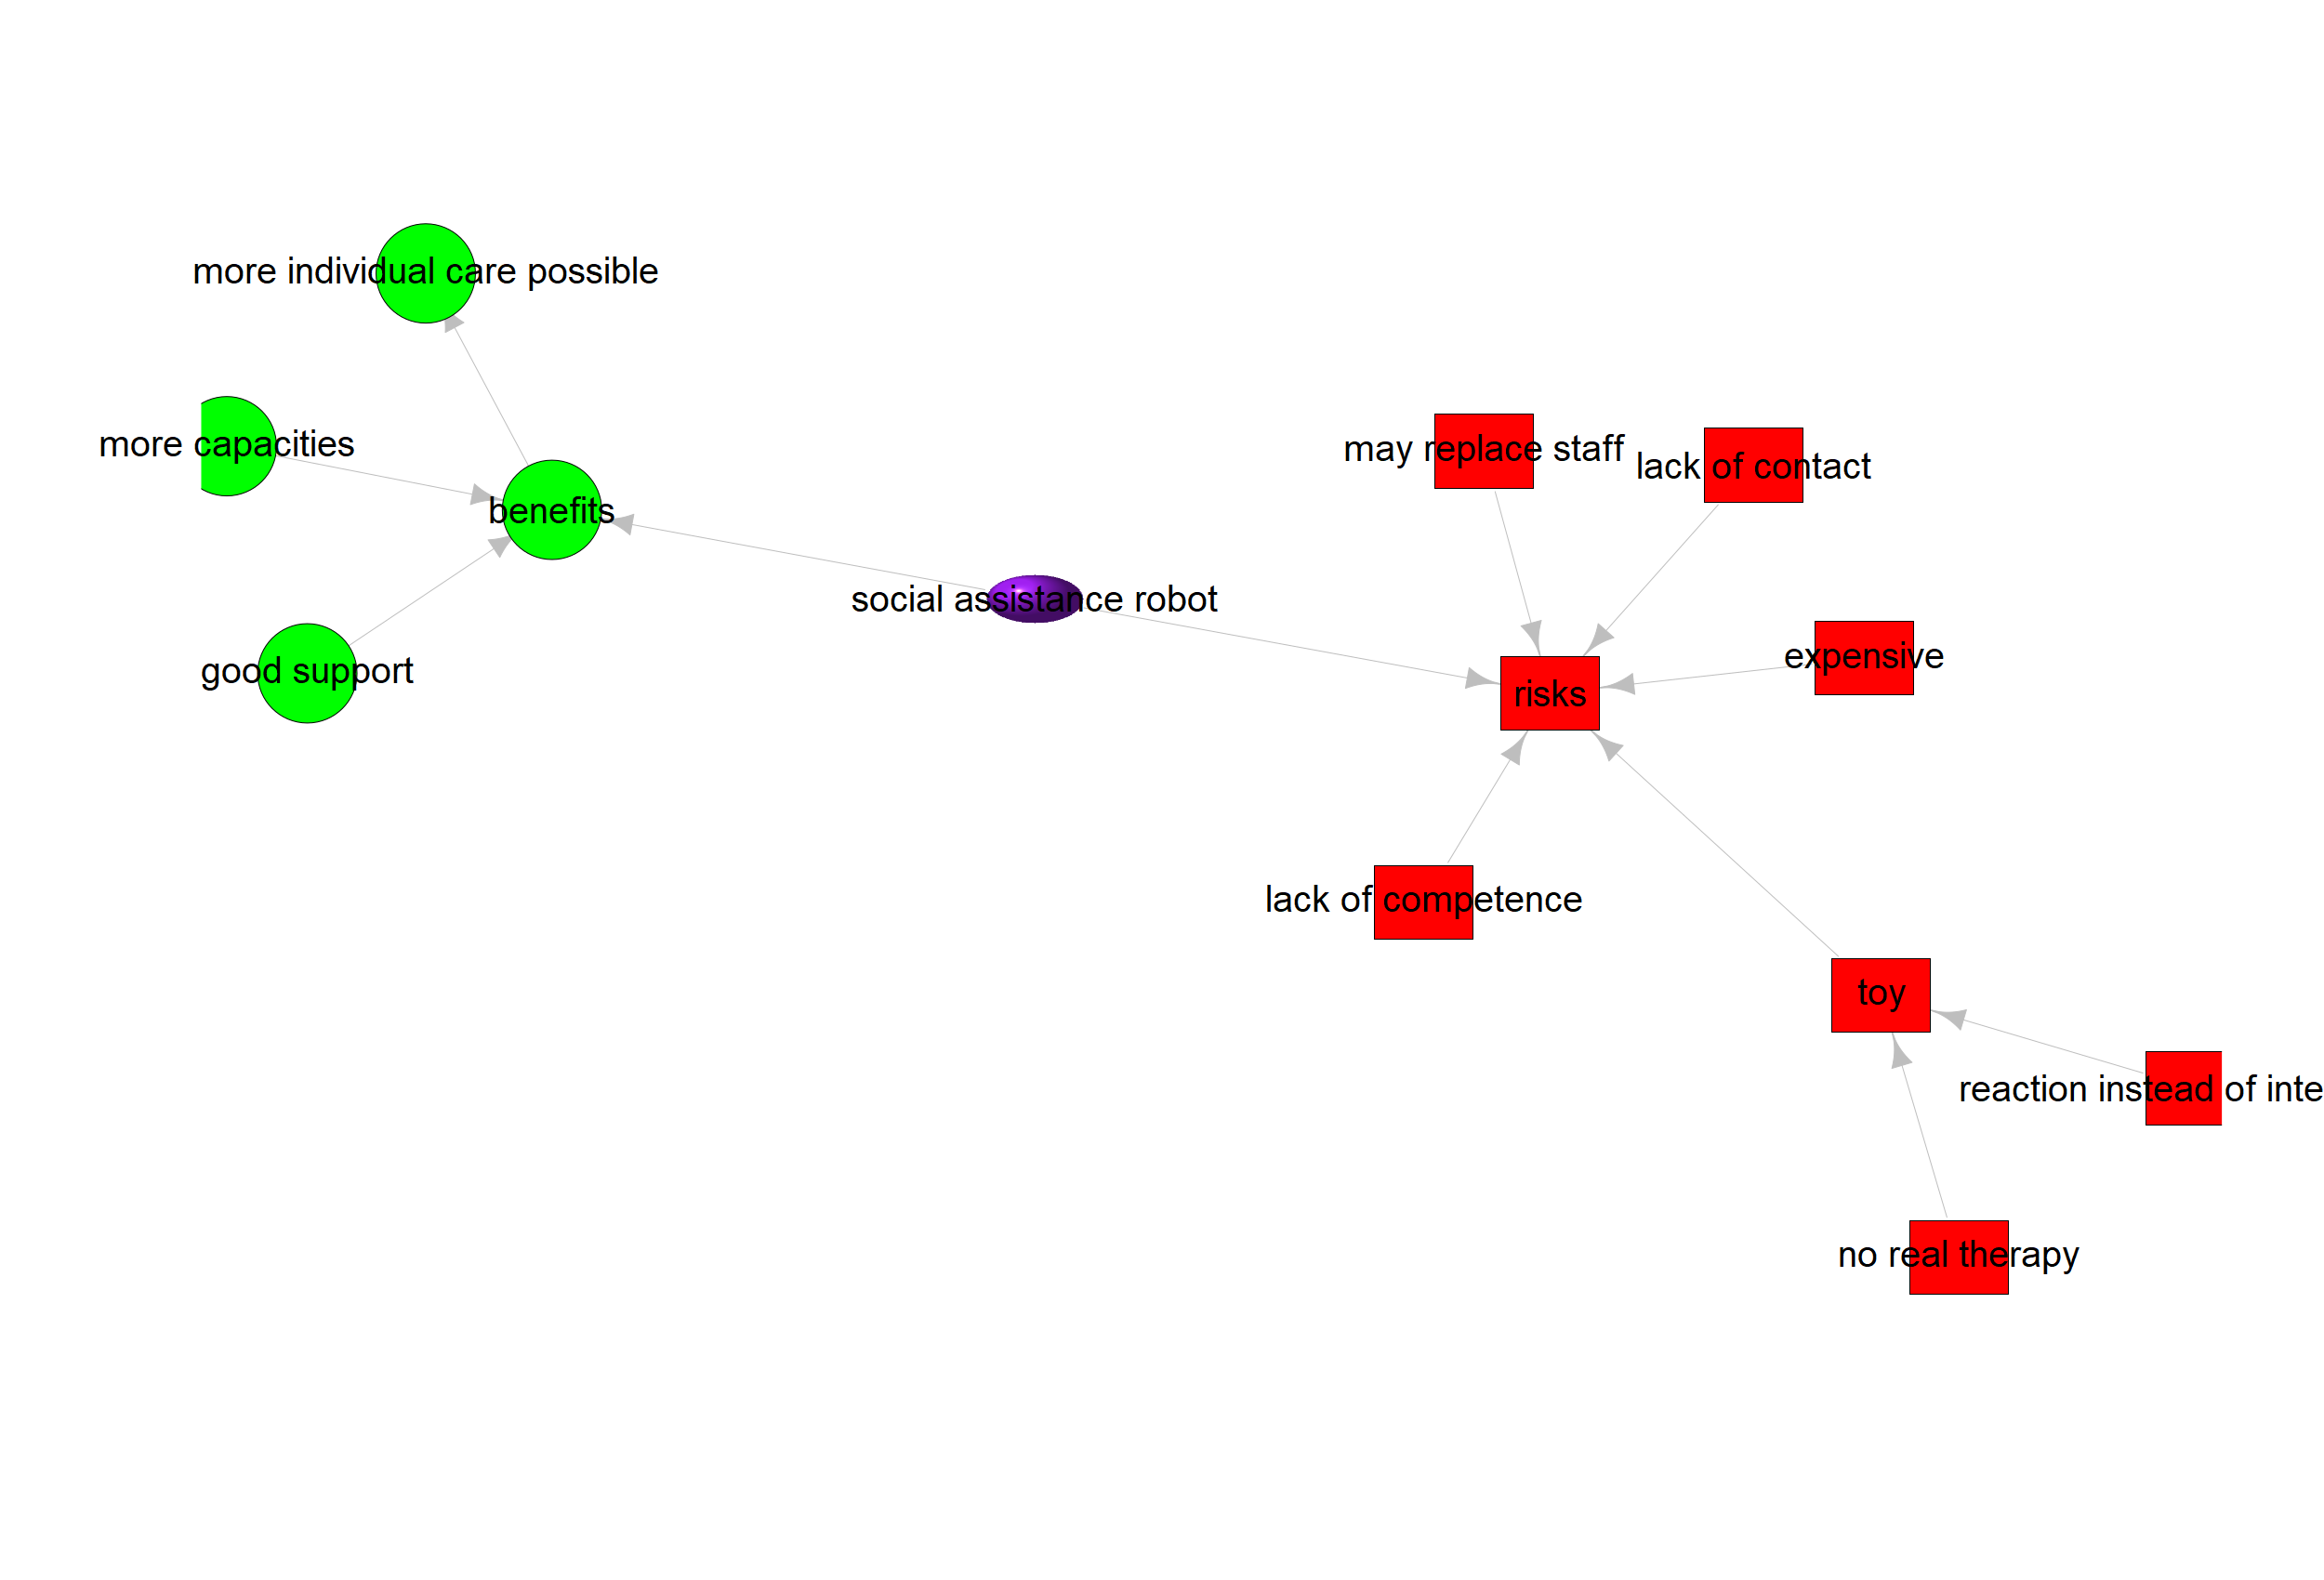 more individual care possible
more capacities
may replace staff
lack of contact
benefits
social assistance robot
expensive
good support
risks
lack of competence
toy
reaction instead of inte
no real therapy